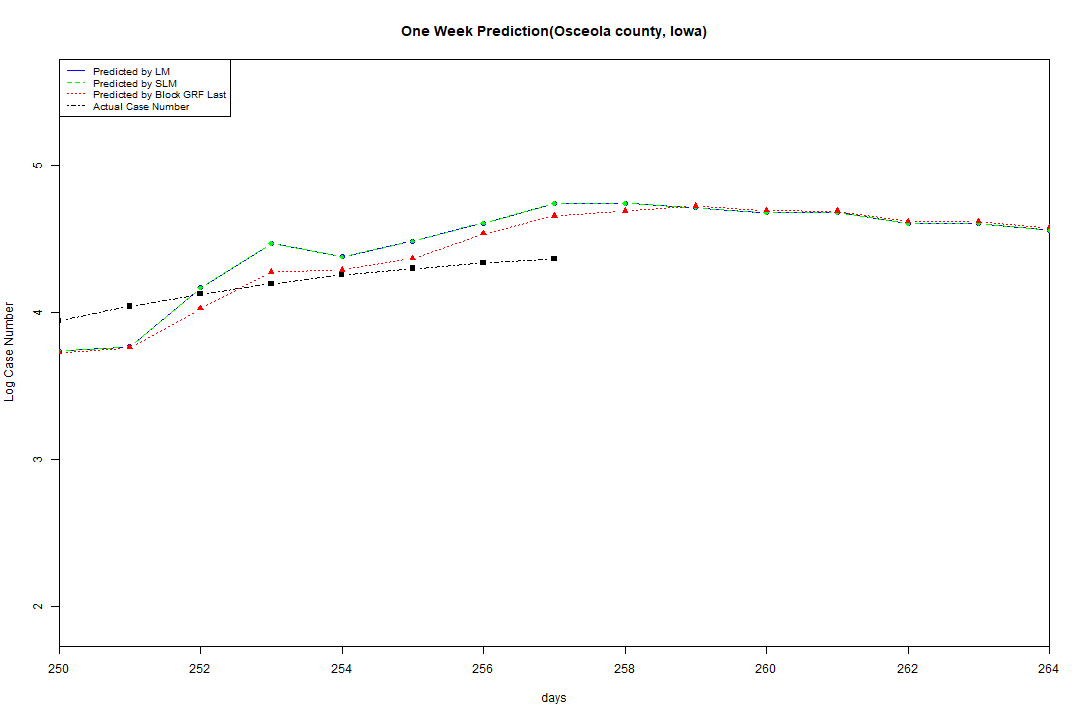 One Week Prediction(Osceola county, Iowa)
Predicted by LM
Predicted by SLM
Predicted by Block GRF Last
Actual Case Number
5
4
3
2
Log Case Number
250 252 254 256 258 260 262 264
days